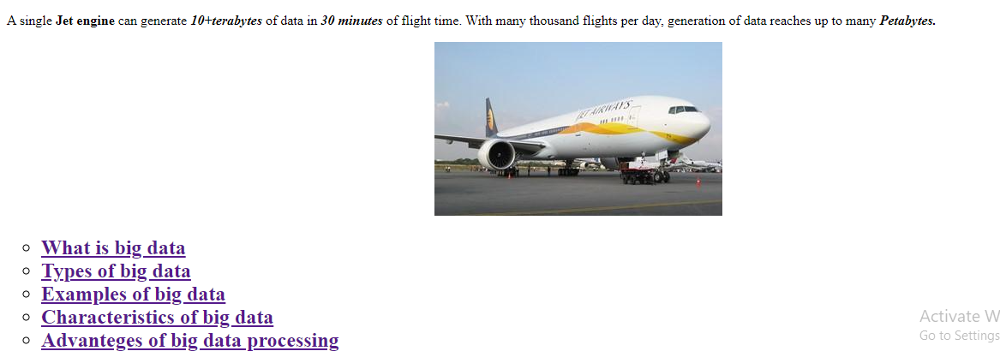 A single Jet engine can generate 10+terabytes of data in 30 minutes of flight time. With many thousand flights per day, generation of data reaches up to many Petabytes.
JET AIRWAYS
What is big data
Types of big data
Examples of big data
Characteristics of big data
Advanteges of big data processing
Activate W
Go to Settings